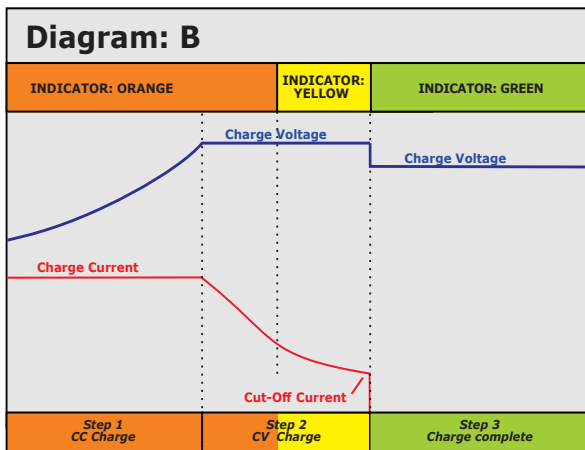 Diagram: B
INDICATOR: ORANGE
INDICATOR:
YELLOW
INDICATOR: GREEN
Charge Voltage
Charge Voltage
Charge Current
Cut-Off Current
Step 1
CC Charge
Step 2
CV Charge
Step 3
Charge complete